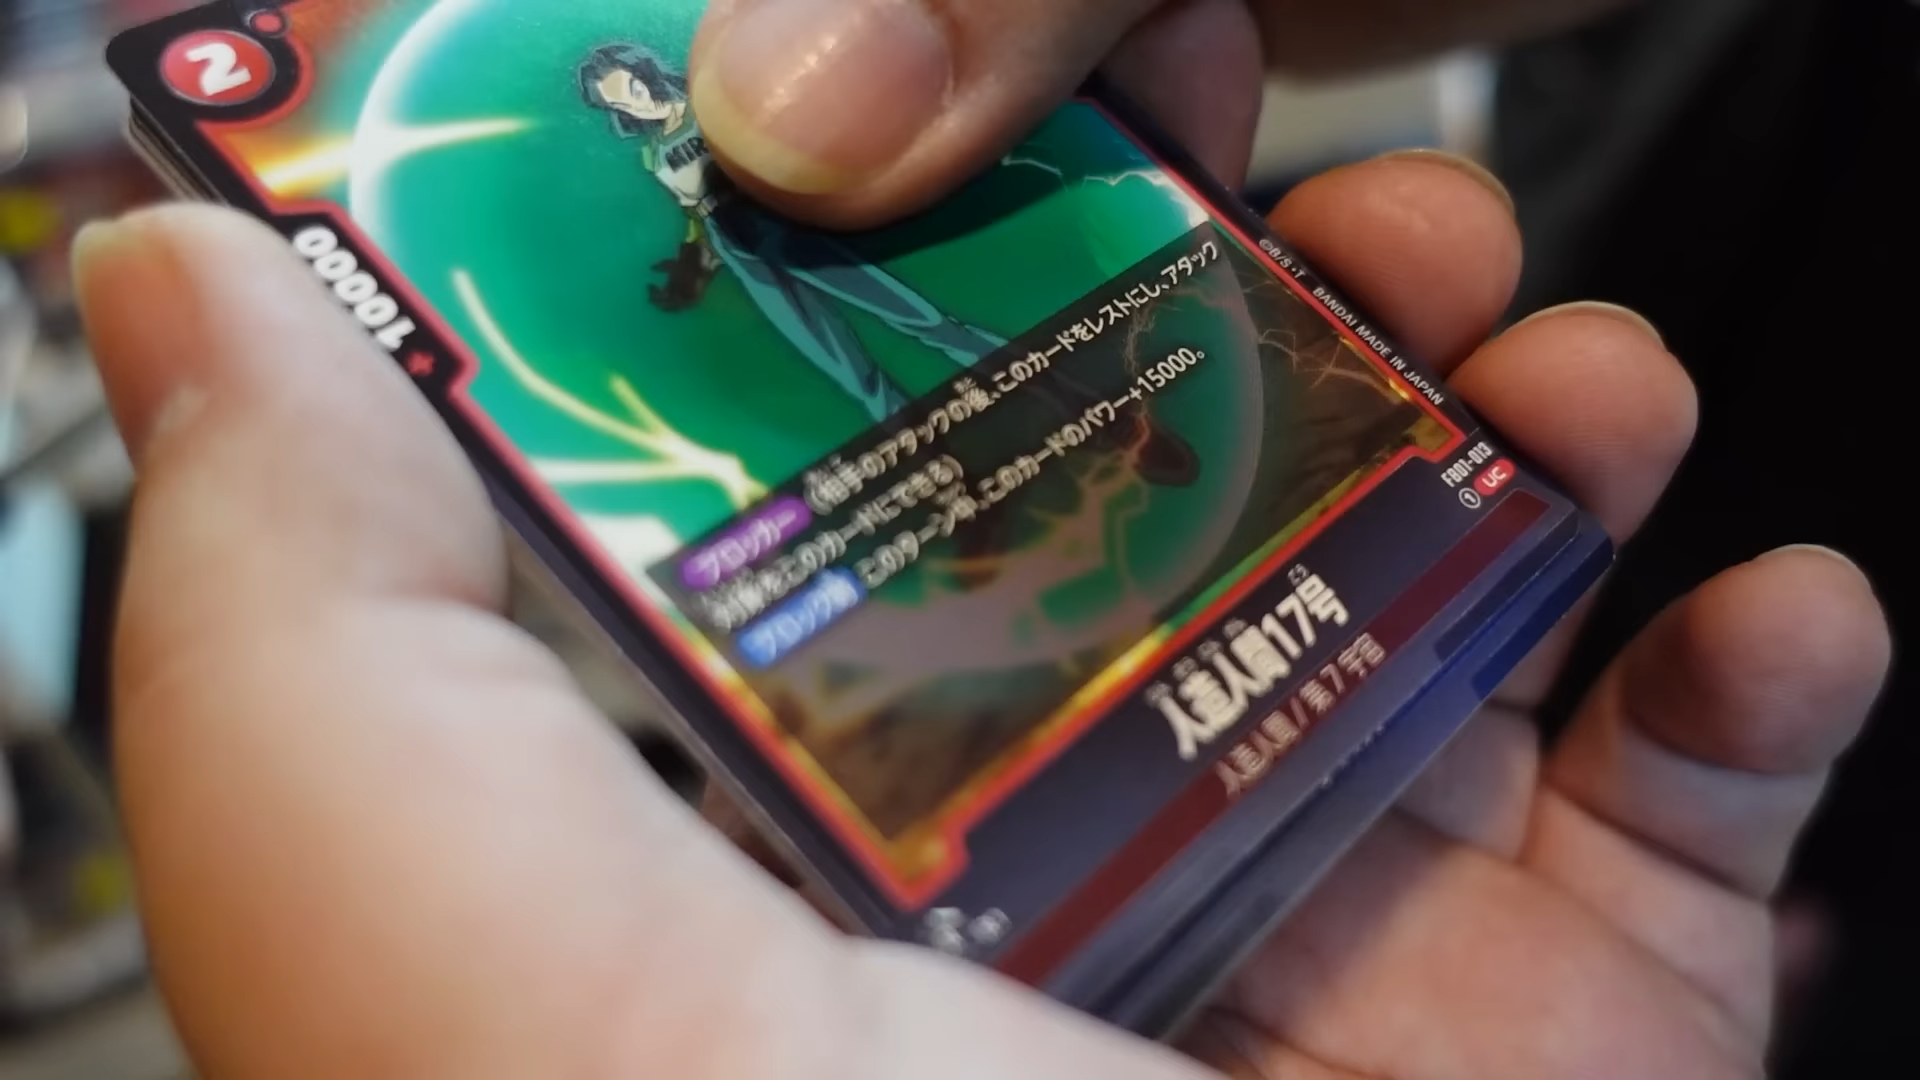 2
+10000
MIR
ブロッカー (相手のアタックの後、このカードをレストにし、アタック
対象をこのカードにできる)
ブロック時 このターン中、このカードのパワー+15000。
©B/S・T BANDAI MADE IN JAPAN
FB01-013
① UC
人造人間17号
人造人間 / 第7宇宙